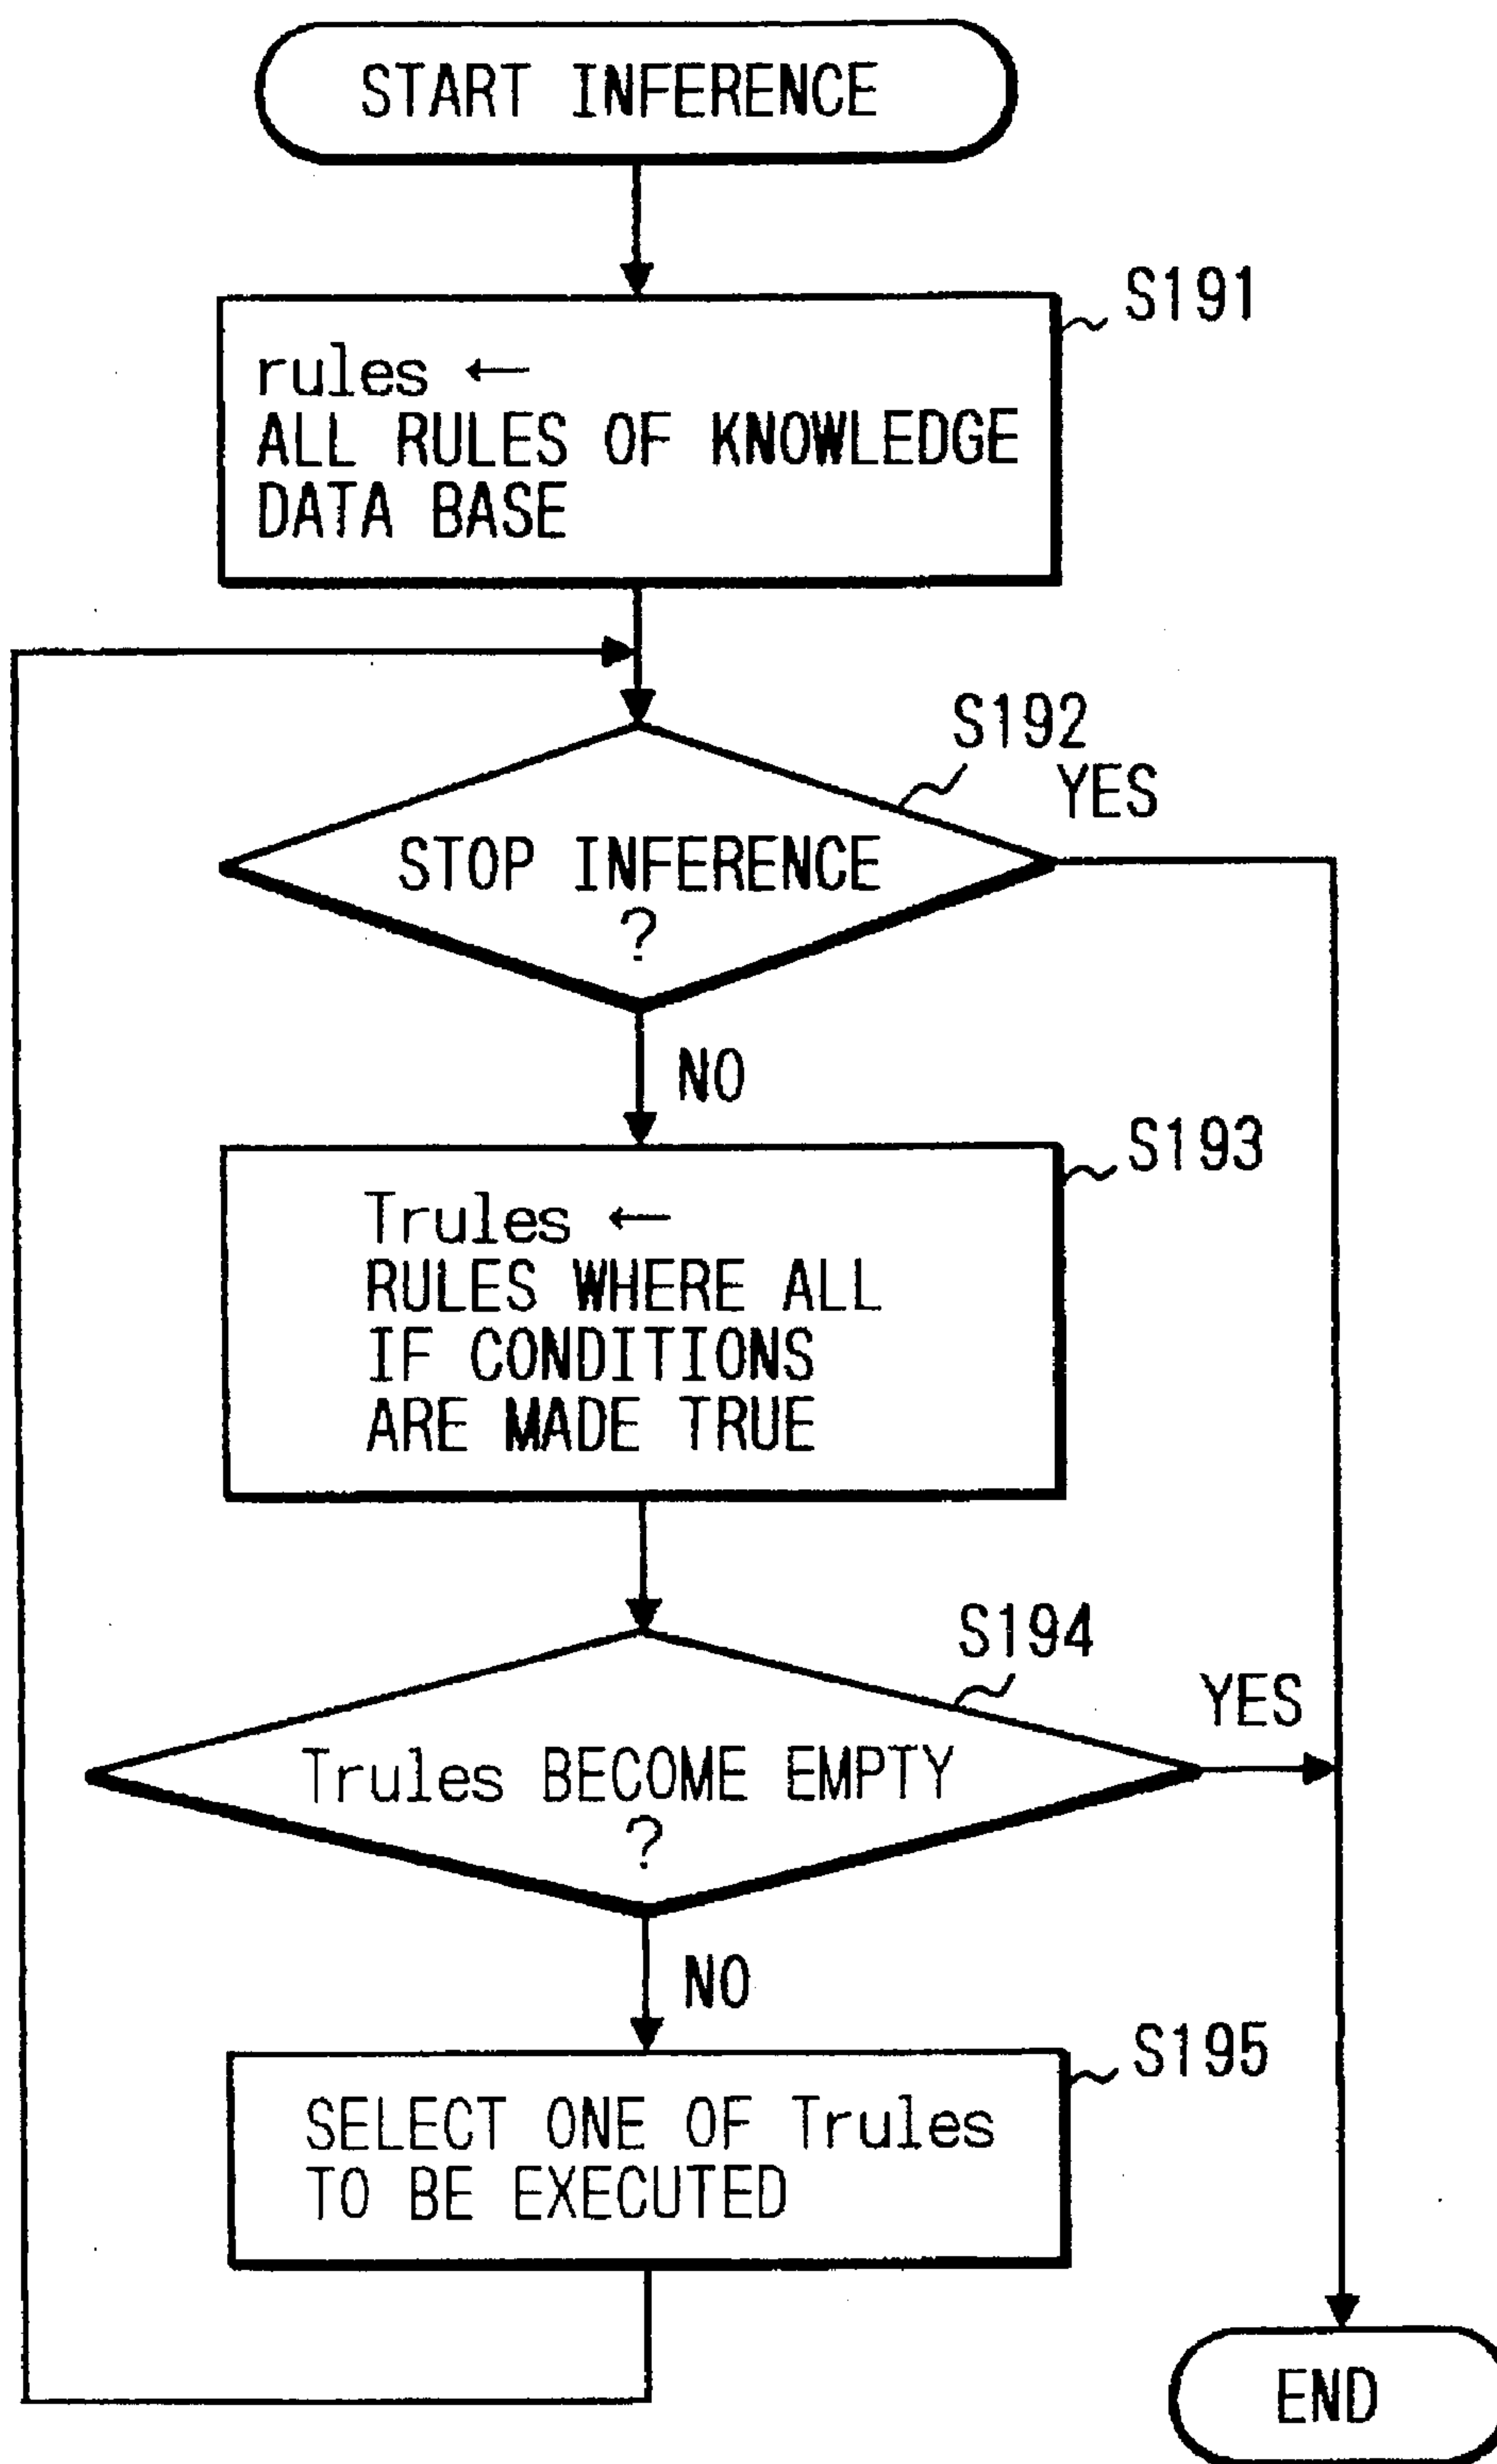 START INFERENCE
S191
rules ←
ALL RULES OF KNOWLEDGE
DATA BASE
S192
YES
STOP INFERENCE
?
NO
S193
Trules ←
RULES WHERE ALL
IF CONDITIONS
ARE MADE TRUE
S194
YES
Trules BECOME EMPTY
?
NO
S195
SELECT ONE OF Trules
TO BE EXECUTED
END